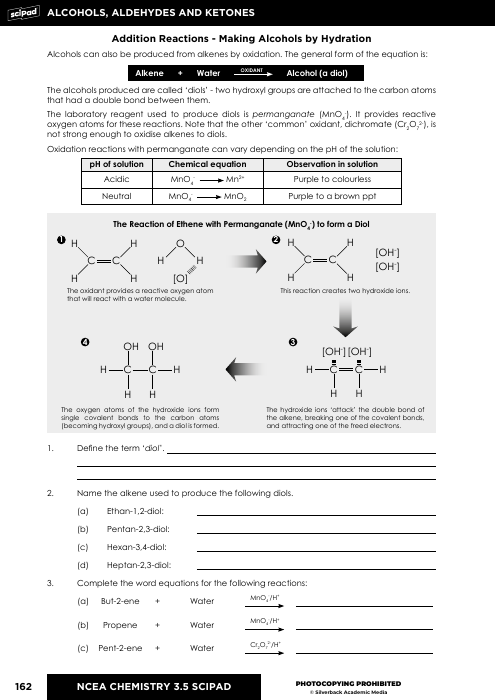 scipad ALCOHOLS, ALDEHYDES AND KETONES
Addition Reactions - Making Alcohols by Hydration
Alcohols can also be produced from alkenes by oxidation. The general form of the equation is:
Alkene + Water OXIDANT Alcohol (a diol)
The alcohols produced are called 'diols' - two hydroxyl groups are attached to the carbon atoms
that had a double bond between them.
The laboratory reagent used to produce diols is permanganate (MnO₄⁻). It provides reactive
oxygen atoms for these reactions. Note that the other 'common' oxidant, dichromate (Cr₂O₇²⁻), is
not strong enough to oxidise alkenes to diols.
Oxidation reactions with permanganate can vary depending on the pH of the solution:
pH of solution Chemical equation Observation in solution
Acidic MnO₄⁻ → Mn²⁺ Purple to colourless
Neutral MnO₄⁻ → MnO₂ Purple to a brown ppt
The Reaction of Ethene with Permanganate (MnO₄⁻) to form a Diol
1
H H O
C C H H
H H [O]
The oxidant provides a reactive oxygen atom
that will react with a water molecule.
2
H H [OH⁻]
C C [OH⁻]
H H
This reaction creates two hydroxide ions.
4
OH OH
H C C H
H H
The oxygen atoms of the hydroxide ions form
single covalent bonds to the carbon atoms
(becoming hydroxyl groups), and a diol is formed.
3
[OH⁻] [OH⁻]
H C C H
H H
The hydroxide ions 'attack' the double bond of
the alkene, breaking one of the covalent bonds,
and attracting one of the freed electrons.
1. Define the term 'diol'.
2. Name the alkene used to produce the following diols.
(a) Ethan-1,2-diol:
(b) Pentan-2,3-diol:
(c) Hexan-3,4-diol:
(d) Heptan-2,3-diol:
3. Complete the word equations for the following reactions:
(a) But-2-ene + Water MnO₄⁻/H⁺
(b) Propene + Water MnO₄⁻/H⁺
(c) Pent-2-ene + Water Cr₂O₇²⁻/H⁺
162 NCEA CHEMISTRY 3.5 SCIPAD PHOTOCOPYING PROHIBITED
© Silverback Academic Media